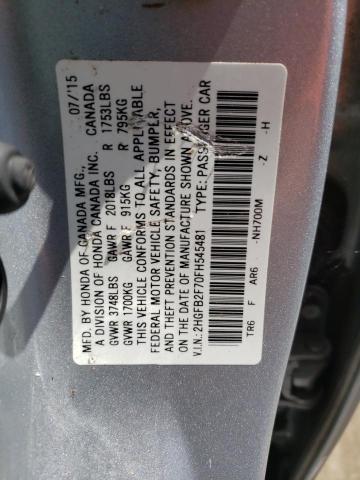 MFD. BY HONDA OF CANADA MFG., 07/15
A DIVISION OF HONDA CANADA INC. CANADA
GVWR 3748LBS GAWR F 2018LBS R 1753LBS
GVWR 1700KG GAWR F 915KG R 795KG
THIS VEHICLE CONFORMS TO ALL APPLICABLE
FEDERAL MOTOR VEHICLE SAFETY, BUMPER,
AND THEFT PREVENTION STANDARDS IN EFFECT
ON THE DATE OF MANUFACTURE SHOWN ABOVE.
V.I.N.: 2HGFB2F70FH545481 TYPE: PASSENGER CAR
TR6 F AR6 -NH700M -Z -H